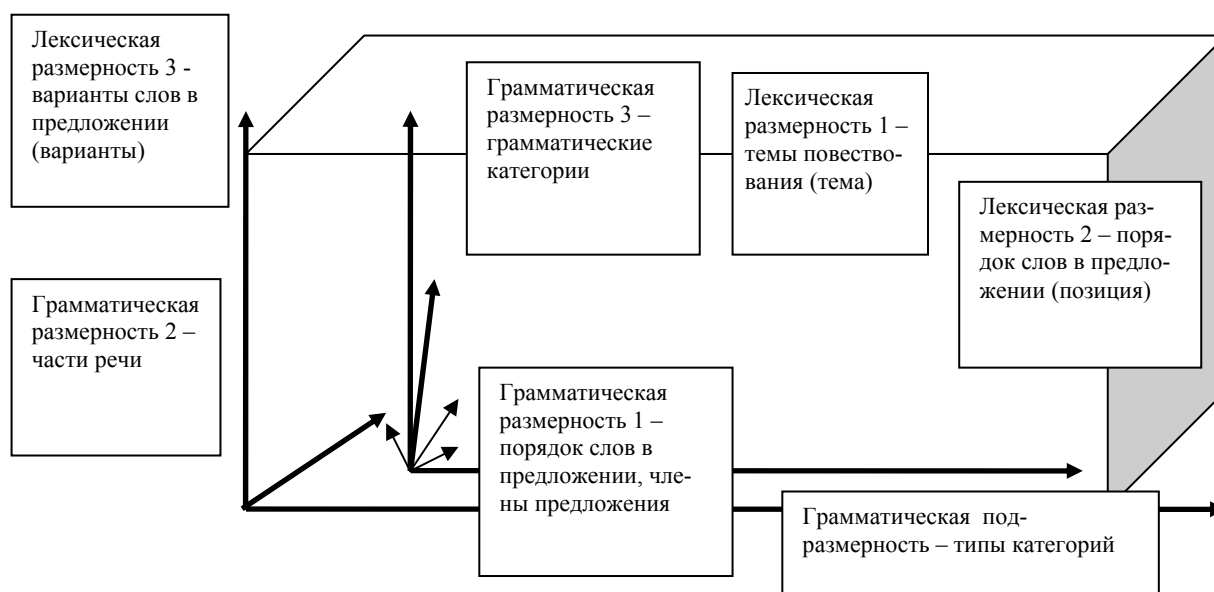 Лексическая
размерность 3 -
варианты слов в
предложении
(варианты)
Грамматическая
размерность 3 –
грамматические
категории
Лексическая
размерность 1 –
темы повество-
вания (тема)
Лексическая раз-
мерность 2 – поря-
док слов в предло-
жении (позиция)
Грамматическая
размерность 2 –
части речи
Грамматическая
размерность 1 –
порядок слов в
предложении, чле-
ны предложения
Грамматическая под-
размерность – типы категорий